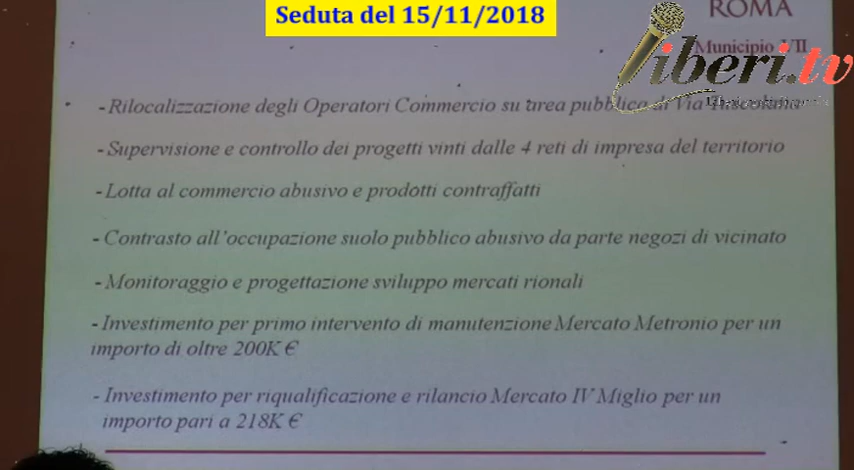 Seduta del 15/11/2018
ROMA
Municipio VII
liberi.tv
-Rilocalizzazione degli Operatori Commercio su area pubblica di Via Tuscolana
-Supervisione e controllo dei progetti vinti dalle 4 reti di impresa del territorio
-Lotta al commercio abusivo e prodotti contraffatti
-Contrasto all'occupazione suolo pubblico abusivo da parte negozi di vicinato
-Monitoraggio e progettazione sviluppo mercati rionali
-Investimento per primo intervento di manutenzione Mercato Metronio per un
importo di oltre 200K €
- Investimento per riqualificazione e rilancio Mercato IV Miglio per un
importo pari a 218K €